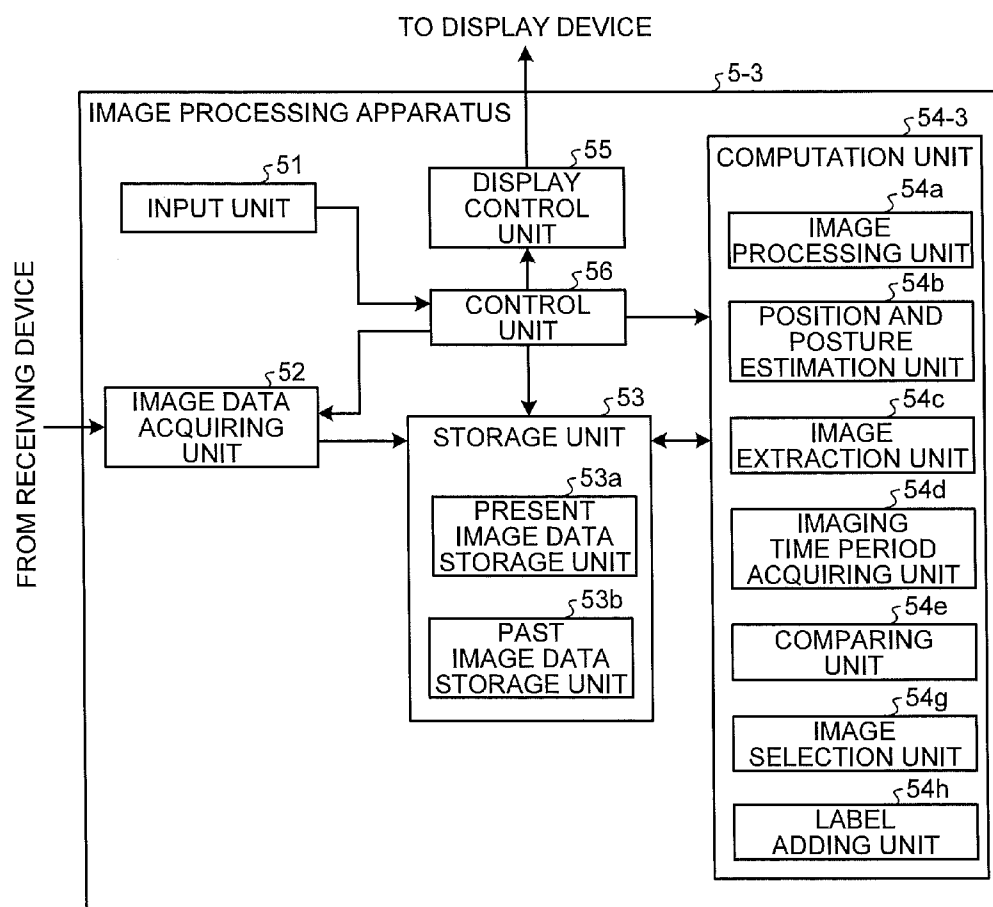 TO DISPLAY DEVICE
5-3
IMAGE PROCESSING APPARATUS
54-3
COMPUTATION UNIT
51
INPUT UNIT
55
DISPLAY
CONTROL
UNIT
54a
IMAGE
PROCESSING UNIT
56
CONTROL
UNIT
54b
POSITION AND
POSTURE
ESTIMATION UNIT
FROM RECEIVING DEVICE
52
IMAGE DATA
ACQUIRING
UNIT
53
STORAGE UNIT
54c
IMAGE
EXTRACTION UNIT
53a
PRESENT
IMAGE DATA
STORAGE UNIT
54d
IMAGING
TIME PERIOD
ACQUIRING UNIT
53b
PAST
IMAGE DATA
STORAGE UNIT
54e
COMPARING
UNIT
54g
IMAGE
SELECTION UNIT
54h
LABEL
ADDING UNIT